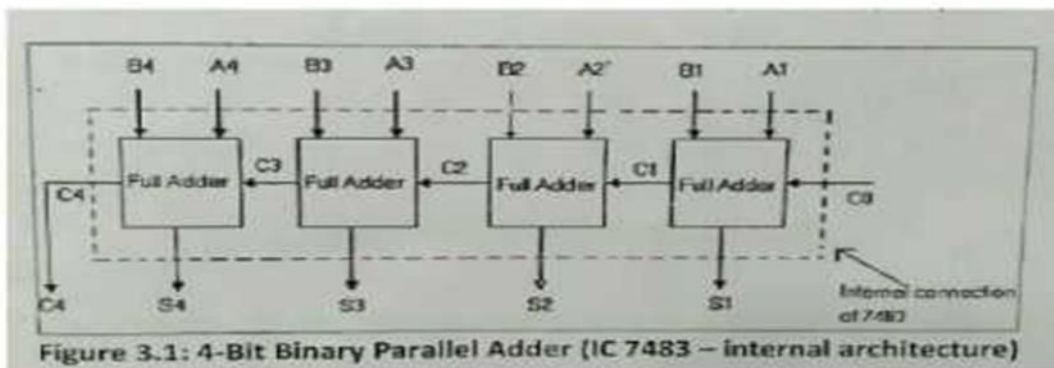 B4 A4 B3 A3 B2 A2 B1 A1
Full Adder C3 Full Adder C2 Full Adder C1 Full Adder C0
C4
C4 S4 S3 S2 S1
Internal connection
of 7483
Figure 3.1: 4-Bit Binary Parallel Adder (IC 7483 – internal architecture)